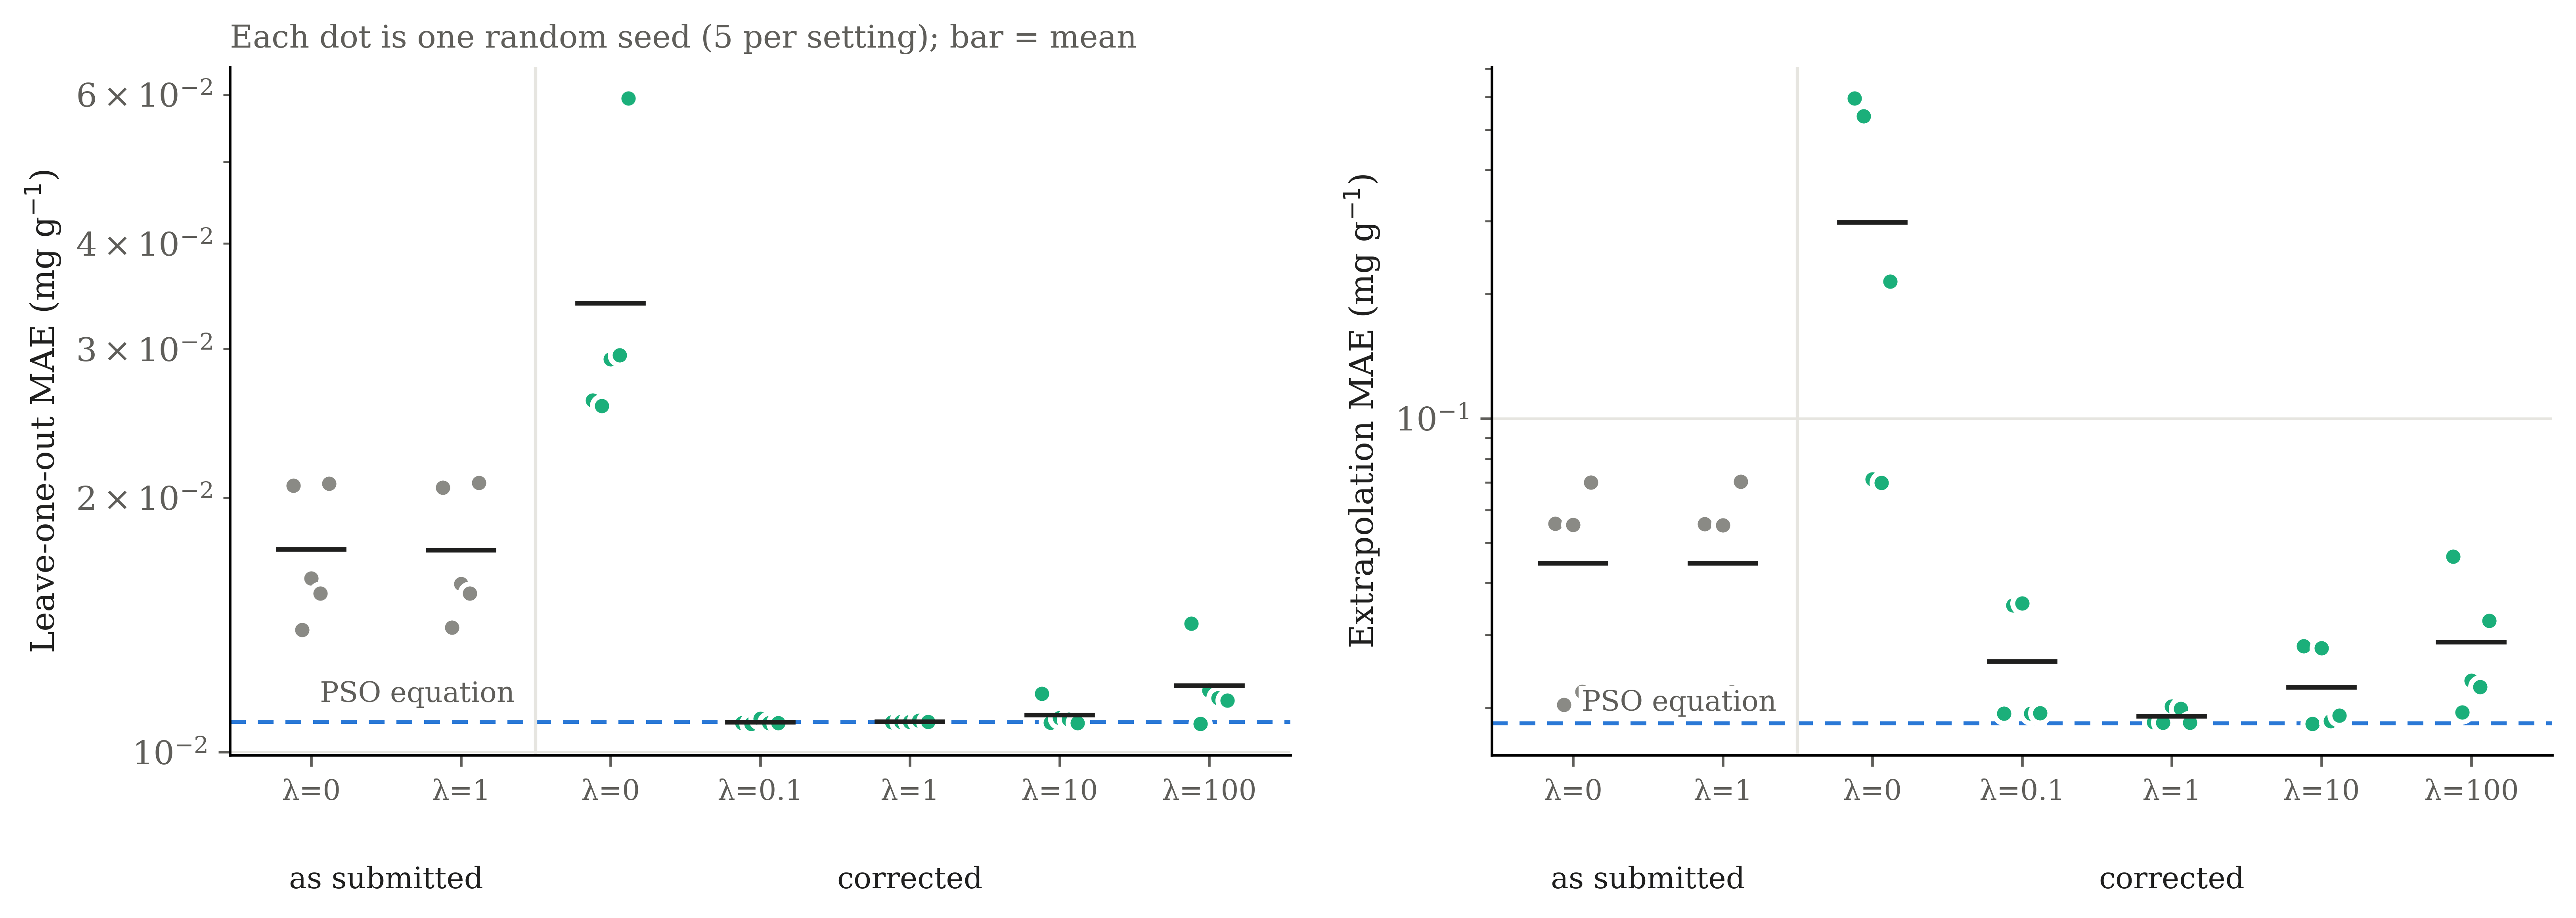 Each dot is one random seed (5 per setting); bar = mean
Leave-one-out MAE (mg g⁻¹)
6 × 10⁻²
4 × 10⁻²
3 × 10⁻²
2 × 10⁻²
10⁻²
PSO equation
λ=0
λ=1
λ=0
λ=0.1
λ=1
λ=10
λ=100
as submitted
corrected
Extrapolation MAE (mg g⁻¹)
10⁻¹
PSO equation
λ=0
λ=1
λ=0
λ=0.1
λ=1
λ=10
λ=100
as submitted
corrected